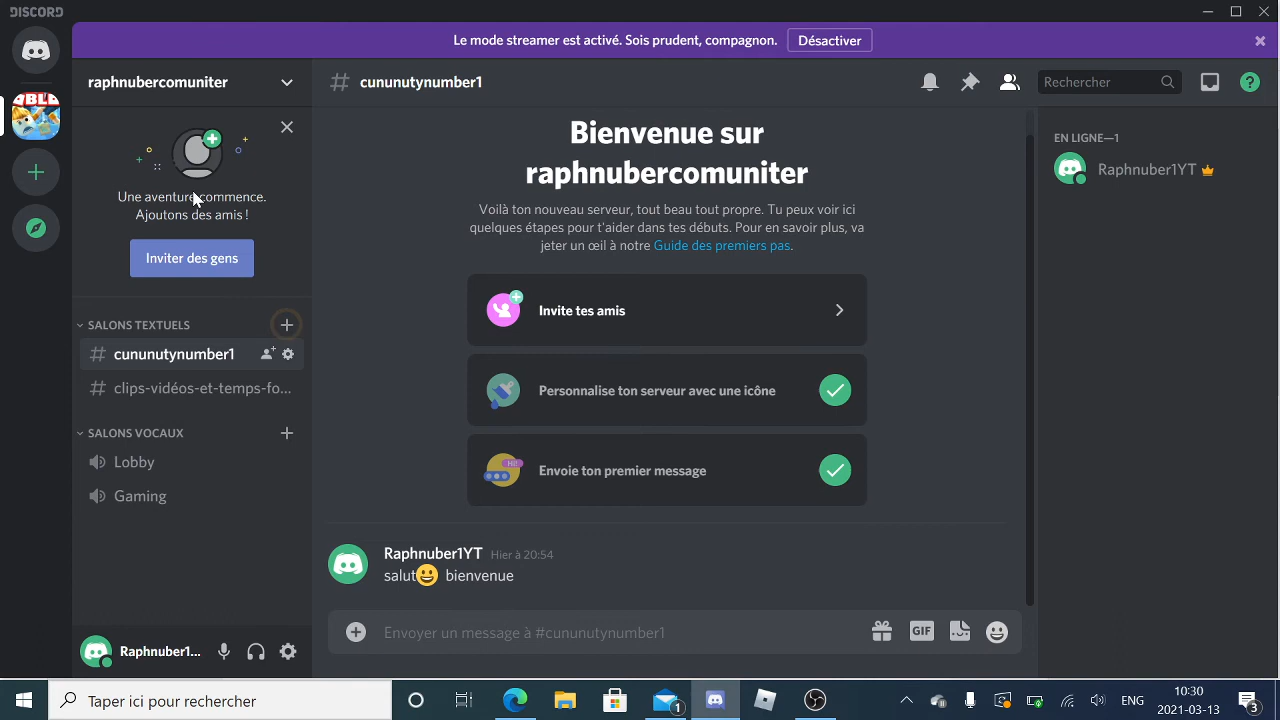 DISCORD
Le mode streamer est activé. Sois prudent, compagnon.
Désactiver
raphnubercomuniter
cununutynumber1
Rechercher
Une aventure commence.
Ajoutons des amis !
Inviter des gens
SALONS TEXTUELS
cununutynumber1
clips-vidéos-et-temps-fo...
SALONS VOCAUX
Lobby
Gaming
Raphnuber1...
Bienvenue sur
raphnubercomuniter
Voilà ton nouveau serveur, tout beau tout propre. Tu peux voir ici
quelques étapes pour t'aider dans tes débuts. Pour en savoir plus, va
jeter un œil à notre Guide des premiers pas.
Invite tes amis
Personnalise ton serveur avec une icône
Hi!
Envoie ton premier message
Raphnuber1YT Hier à 20:54
salut😀 bienvenue
Envoyer un message à #cununutynumber1
GIF
EN LIGNE—1
Raphnuber1YT
Taper ici pour rechercher
1
ENG
10:30
2021-03-13
3